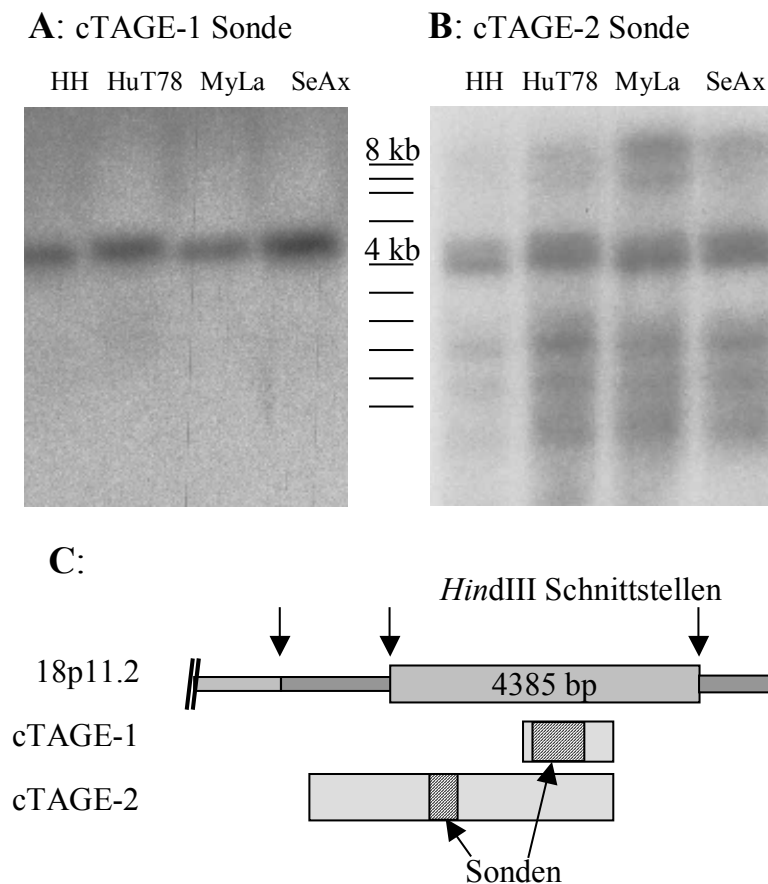 A: cTAGE-1 Sonde
B: cTAGE-2 Sonde
HH HuT78 MyLa SeAx
HH HuT78 MyLa SeAx
8 kb
4 kb
C:
HindIII Schnittstellen
18p11.2
4385 bp
cTAGE-1
cTAGE-2
Sonden